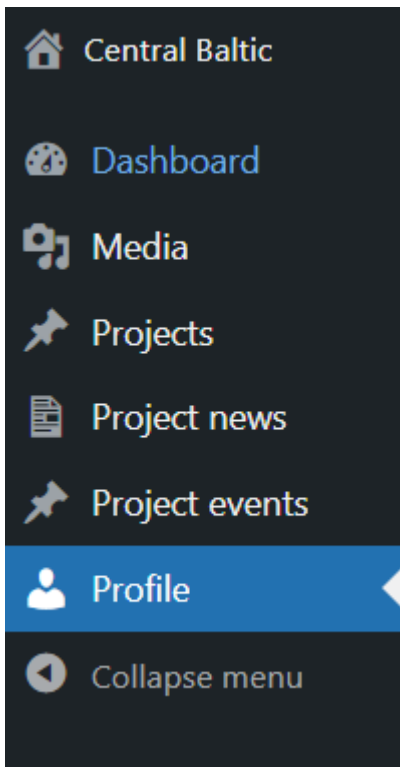 Central Baltic
Dashboard
Media
Projects
Project news
Project events
Profile
Collapse menu